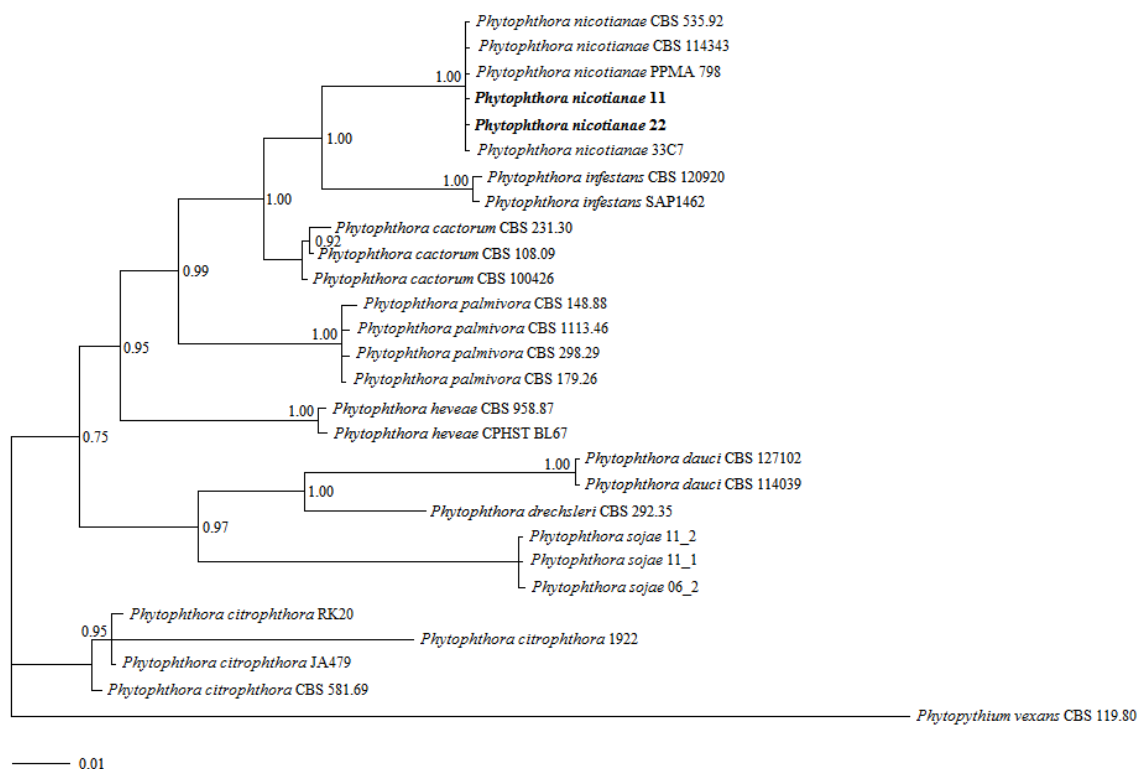 Phytophthora nicotianae CBS 535.92
Phytophthora nicotianae CBS 114343
1.00 Phytophthora nicotianae PPMA 798
Phytophthora nicotianae 11
Phytophthora nicotianae 22
1.00
Phytophthora nicotianae 33C7
1.00 Phytophthora infestans CBS 120920
1.00
Phytophthora infestans SAP1462
Phytophthora cactorum CBS 231.30
0.92
Phytophthora cactorum CBS 108.09
0.99
Phytophthora cactorum CBS 100426
Phytophthora palmivora CBS 148.88
1.00 Phytophthora palmivora CBS 1113.46
0.95
Phytophthora palmivora CBS 298.29
Phytophthora palmivora CBS 179.26
1.00 Phytophthora heveae CBS 958.87
Phytophthora heveae CPHST BL67
0.75
1.00 Phytophthora dauci CBS 127102
Phytophthora dauci CBS 114039
1.00
Phytophthora drechsleri CBS 292.35
0.97
Phytophthora sojae 11_2
Phytophthora sojae 11_1
Phytophthora sojae 06_2
Phytophthora citrophthora RK20
0.95
Phytophthora citrophthora 1922
Phytophthora citrophthora JA479
Phytophthora citrophthora CBS 581.69
Phytopythium vexans CBS 119.80
0.01